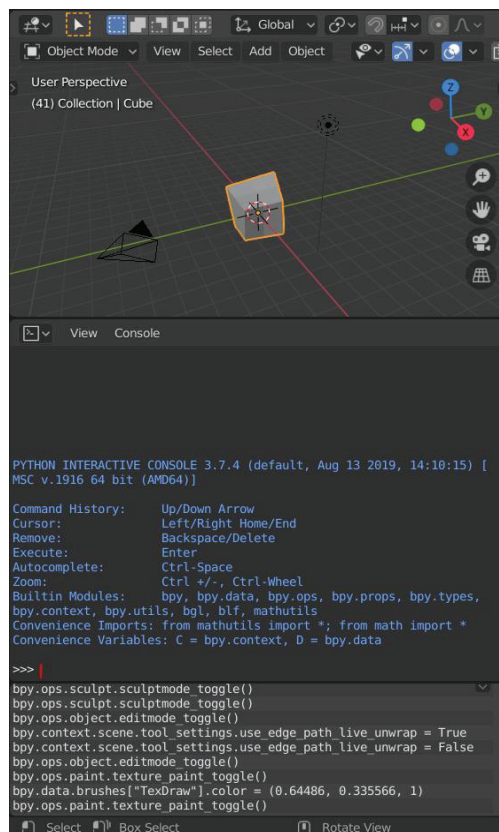 Global
Object Mode View Select Add Object
User Perspective
(41) Collection | Cube
Z
Y
X
View Console
PYTHON INTERACTIVE CONSOLE 3.7.4 (default, Aug 13 2019, 14:10:15) [
MSC v.1916 64 bit (AMD64)]
Command History: Up/Down Arrow
Cursor: Left/Right Home/End
Remove: Backspace/Delete
Execute: Enter
Autocomplete: Ctrl-Space
Zoom: Ctrl +/-, Ctrl-Wheel
Builtin Modules: bpy, bpy.data, bpy.ops, bpy.props, bpy.types,
bpy.context, bpy.utils, bgl, blf, mathutils
Convenience Imports: from mathutils import *; from math import *
Convenience Variables: C = bpy.context, D = bpy.data
>>>
bpy.ops.sculpt.sculptmode_toggle()
bpy.ops.sculpt.sculptmode_toggle()
bpy.ops.object.editmode_toggle()
bpy.context.scene.tool_settings.use_edge_path_live_unwrap = True
bpy.context.scene.tool_settings.use_edge_path_live_unwrap = False
bpy.ops.object.editmode_toggle()
bpy.ops.paint.texture_paint_toggle()
bpy.data.brushes["TexDraw"].color = (0.64486, 0.335566, 1)
bpy.ops.paint.texture_paint_toggle()
Select Box Select Rotate View